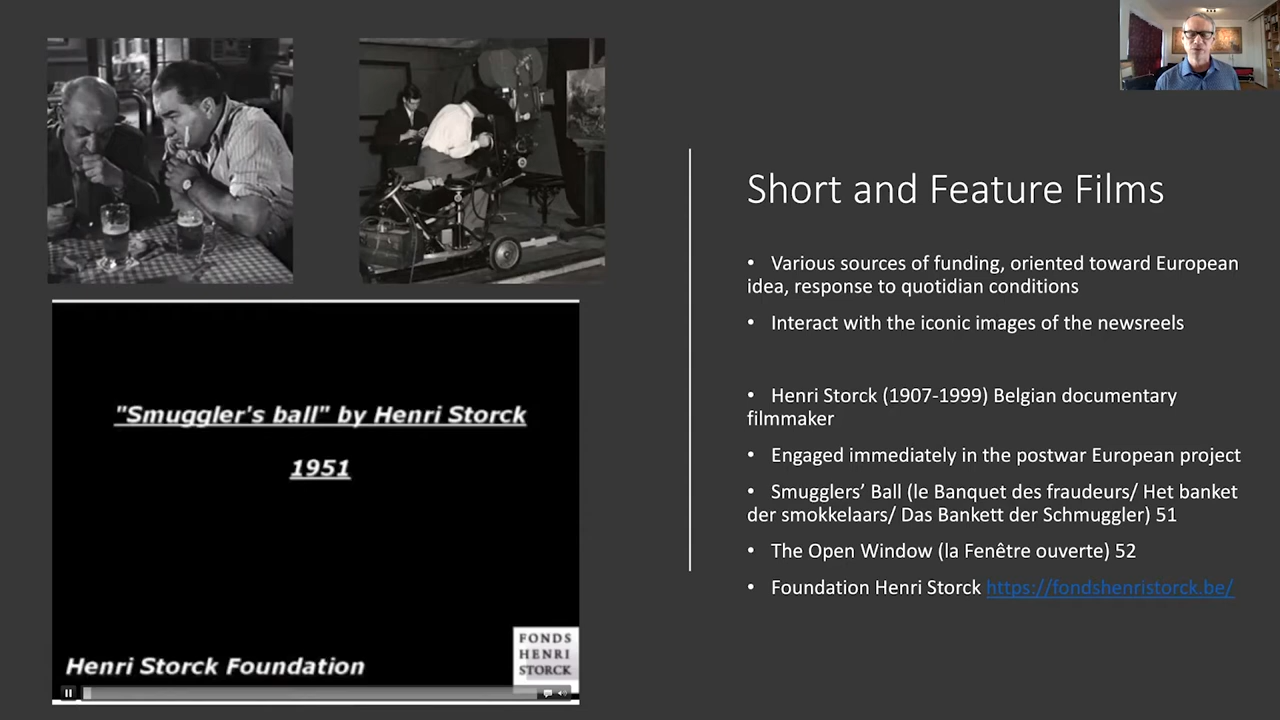 Short and Feature Films
• Various sources of funding, oriented toward European
idea, response to quotidian conditions
• Interact with the iconic images of the newsreels
• Henri Storck (1907-1999) Belgian documentary
filmmaker
• Engaged immediately in the postwar European project
• Smugglers’ Ball (le Banquet des fraudeurs/ Het banket
der smokkelaars/ Das Bankett der Schmuggler) 51
• The Open Window (la Fenêtre ouverte) 52
• Foundation Henri Storck https://fondshenristorck.be/
"Smuggler's ball" by Henri Storck
1951
Henri Storck Foundation
FONDS
HENRI
STORCK